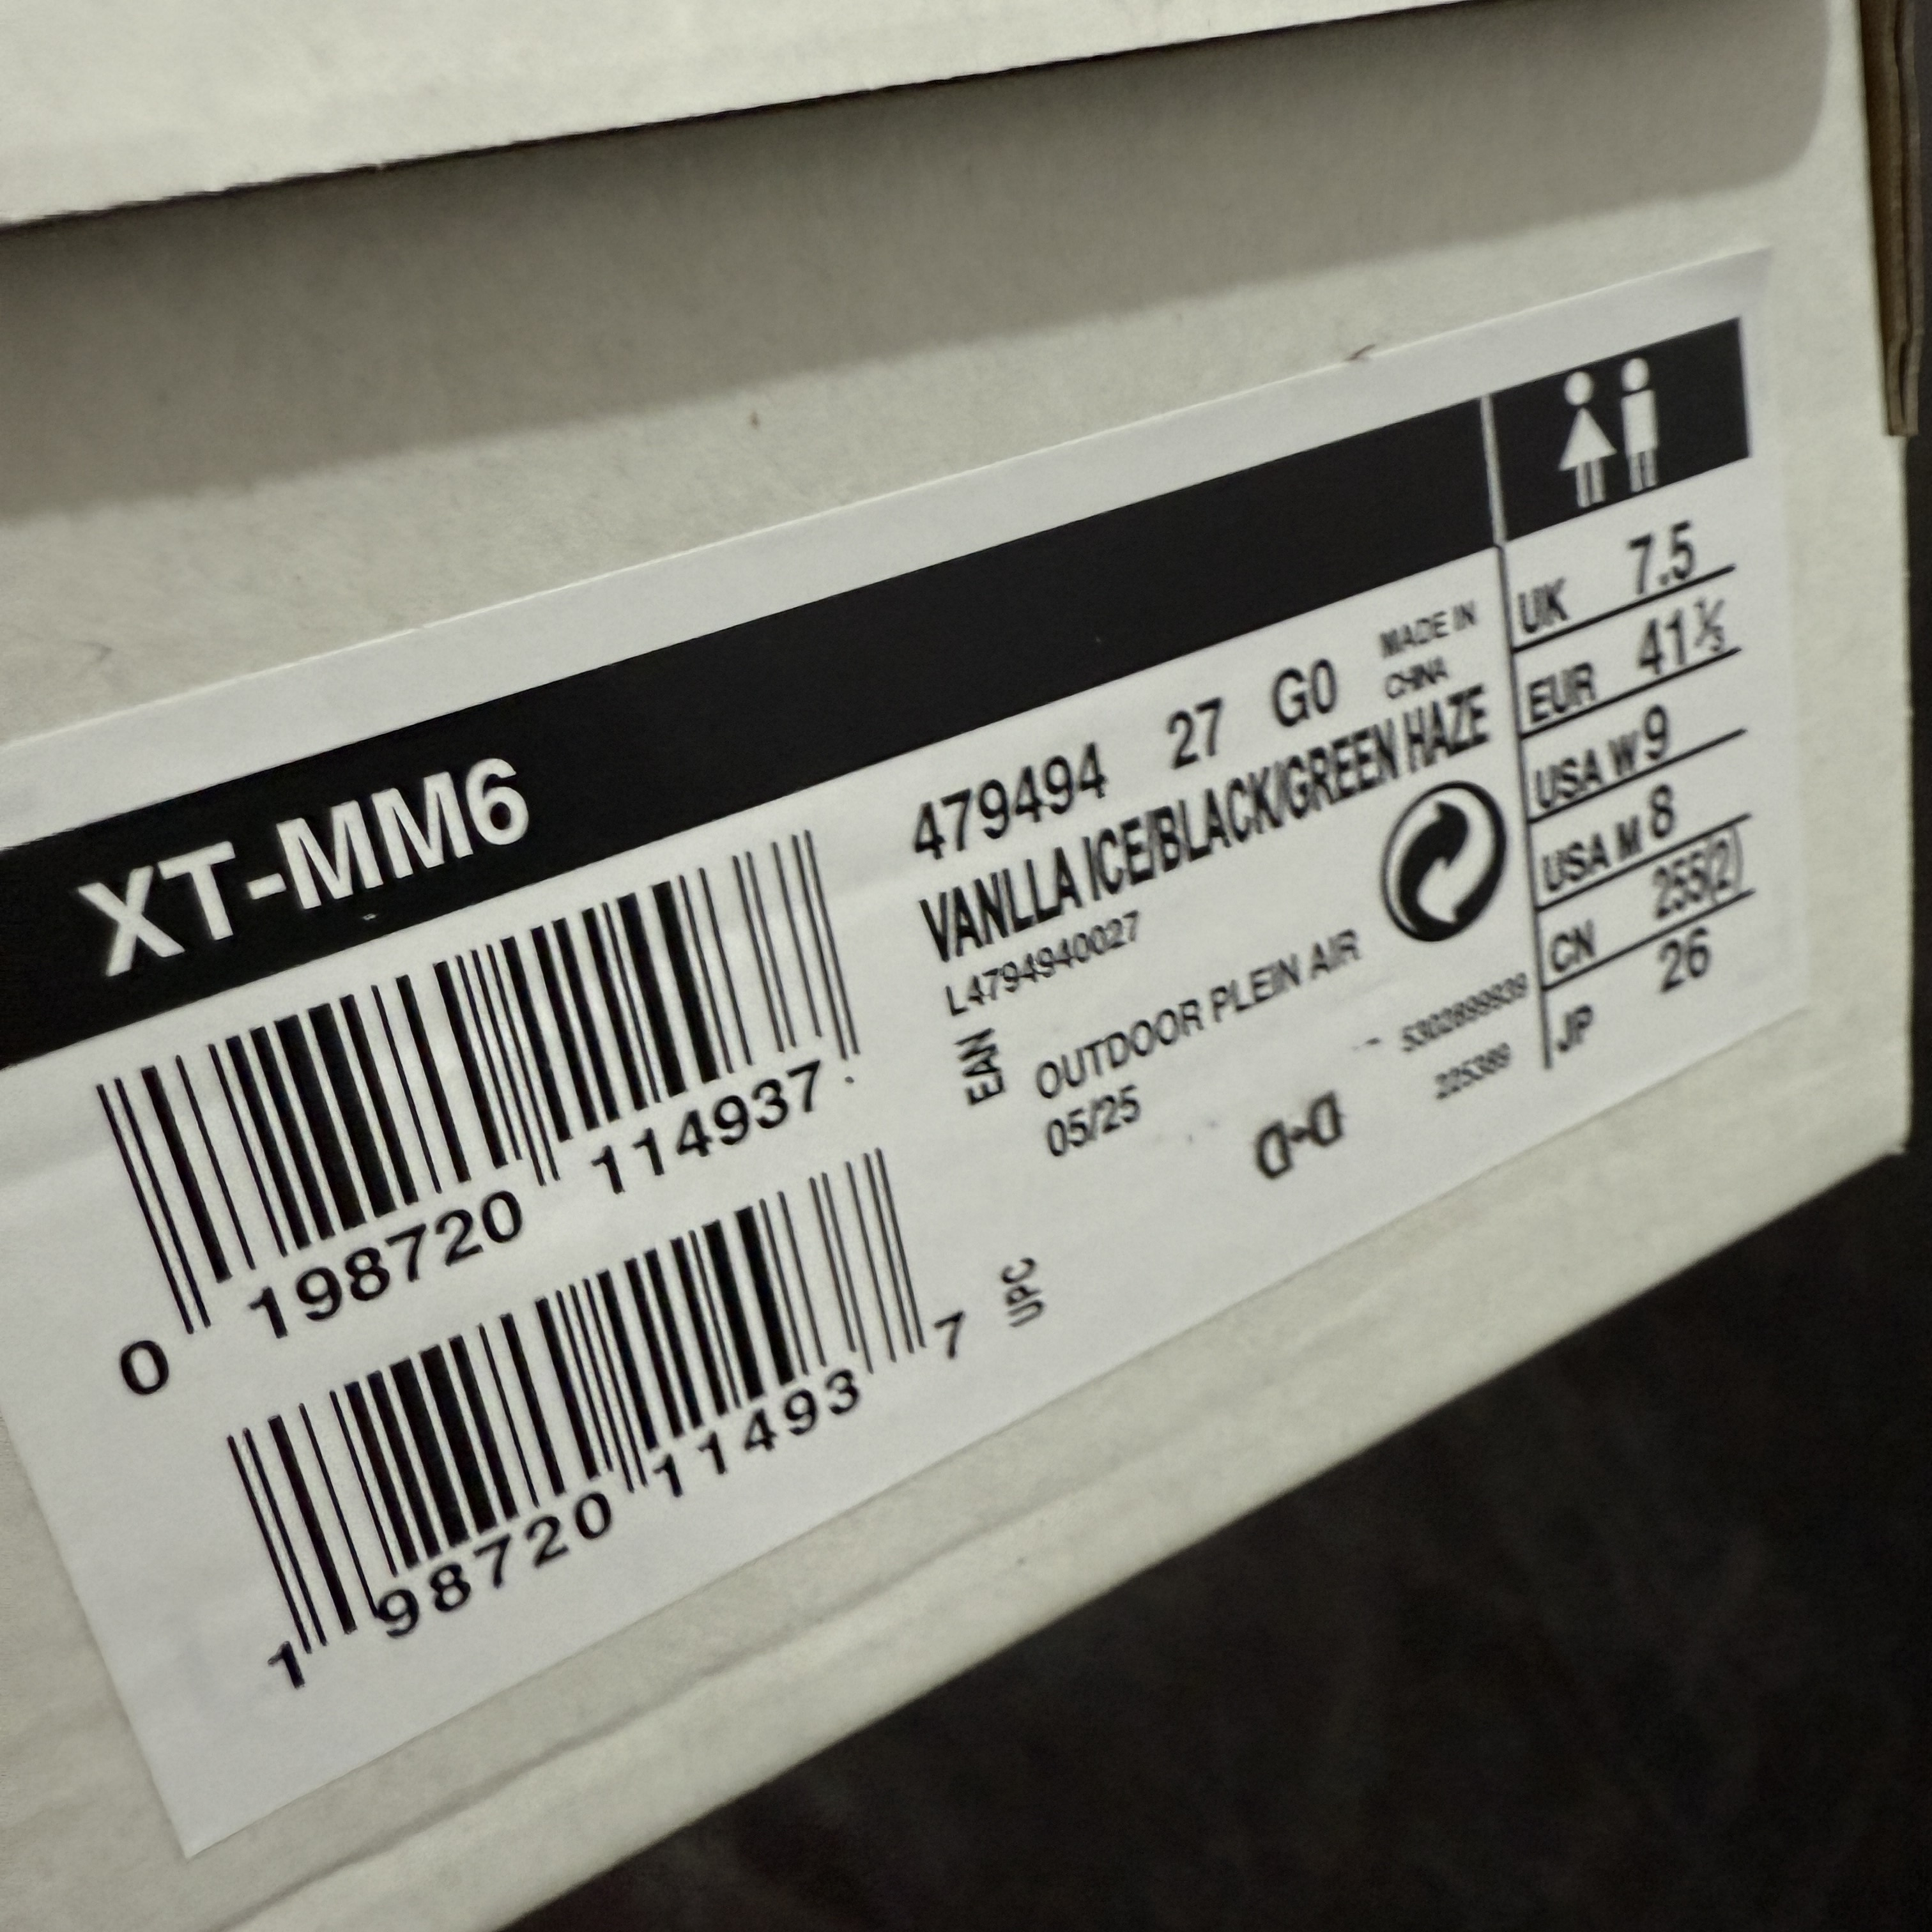 XT-MM6
479494 27 G0 MADE IN CHINA
VANLLA ICE/BLACK/GREEN HAZE
L4794940027
EAN
OUTDOOR PLEIN AIR
05/25
0 198720 114937
1 98720 11493 7
UPC
D-D
5302899839
225389
UK 7.5
EUR 41⅓
USA W 9
USA M 8
CN 255(2)
JP 26